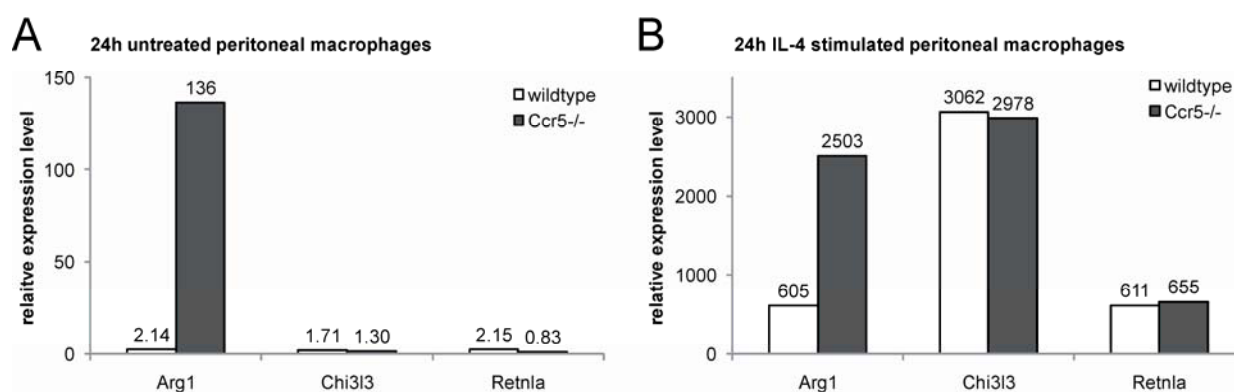 A
24h untreated peritoneal macrophages
relaitve expression level
150
100
50
0
wildtype
Ccr5-/-
2.14
136
1.71
1.30
2.15
0.83
Arg1
Chi3l3
Retnla
B
24h IL-4 stimulated peritoneal macrophages
relative expression level
3000
2000
1000
0
wildtype
Ccr5-/-
605
2503
3062
2978
611
655
Arg1
Chi3l3
Retnla